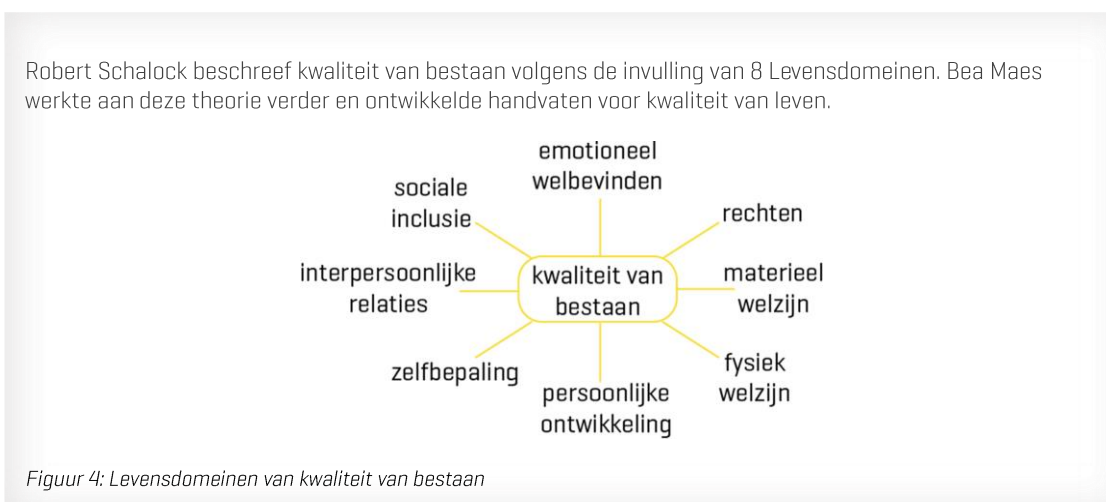 Robert Schalock beschreef kwaliteit van bestaan volgens de invulling van 8 Levensdomeinen. Bea Maes
werkte aan deze theorie verder en ontwikkelde handvaten voor kwaliteit van leven.
emotioneel
welbevinden
sociale
inclusie
rechten
interpersoonlijke
relaties
kwaliteit van
bestaan
materieel
welzijn
zelfbepaling
persoonlijke
ontwikkeling
fysiek
welzijn
Figuur 4: Levensdomeinen van kwaliteit van bestaan